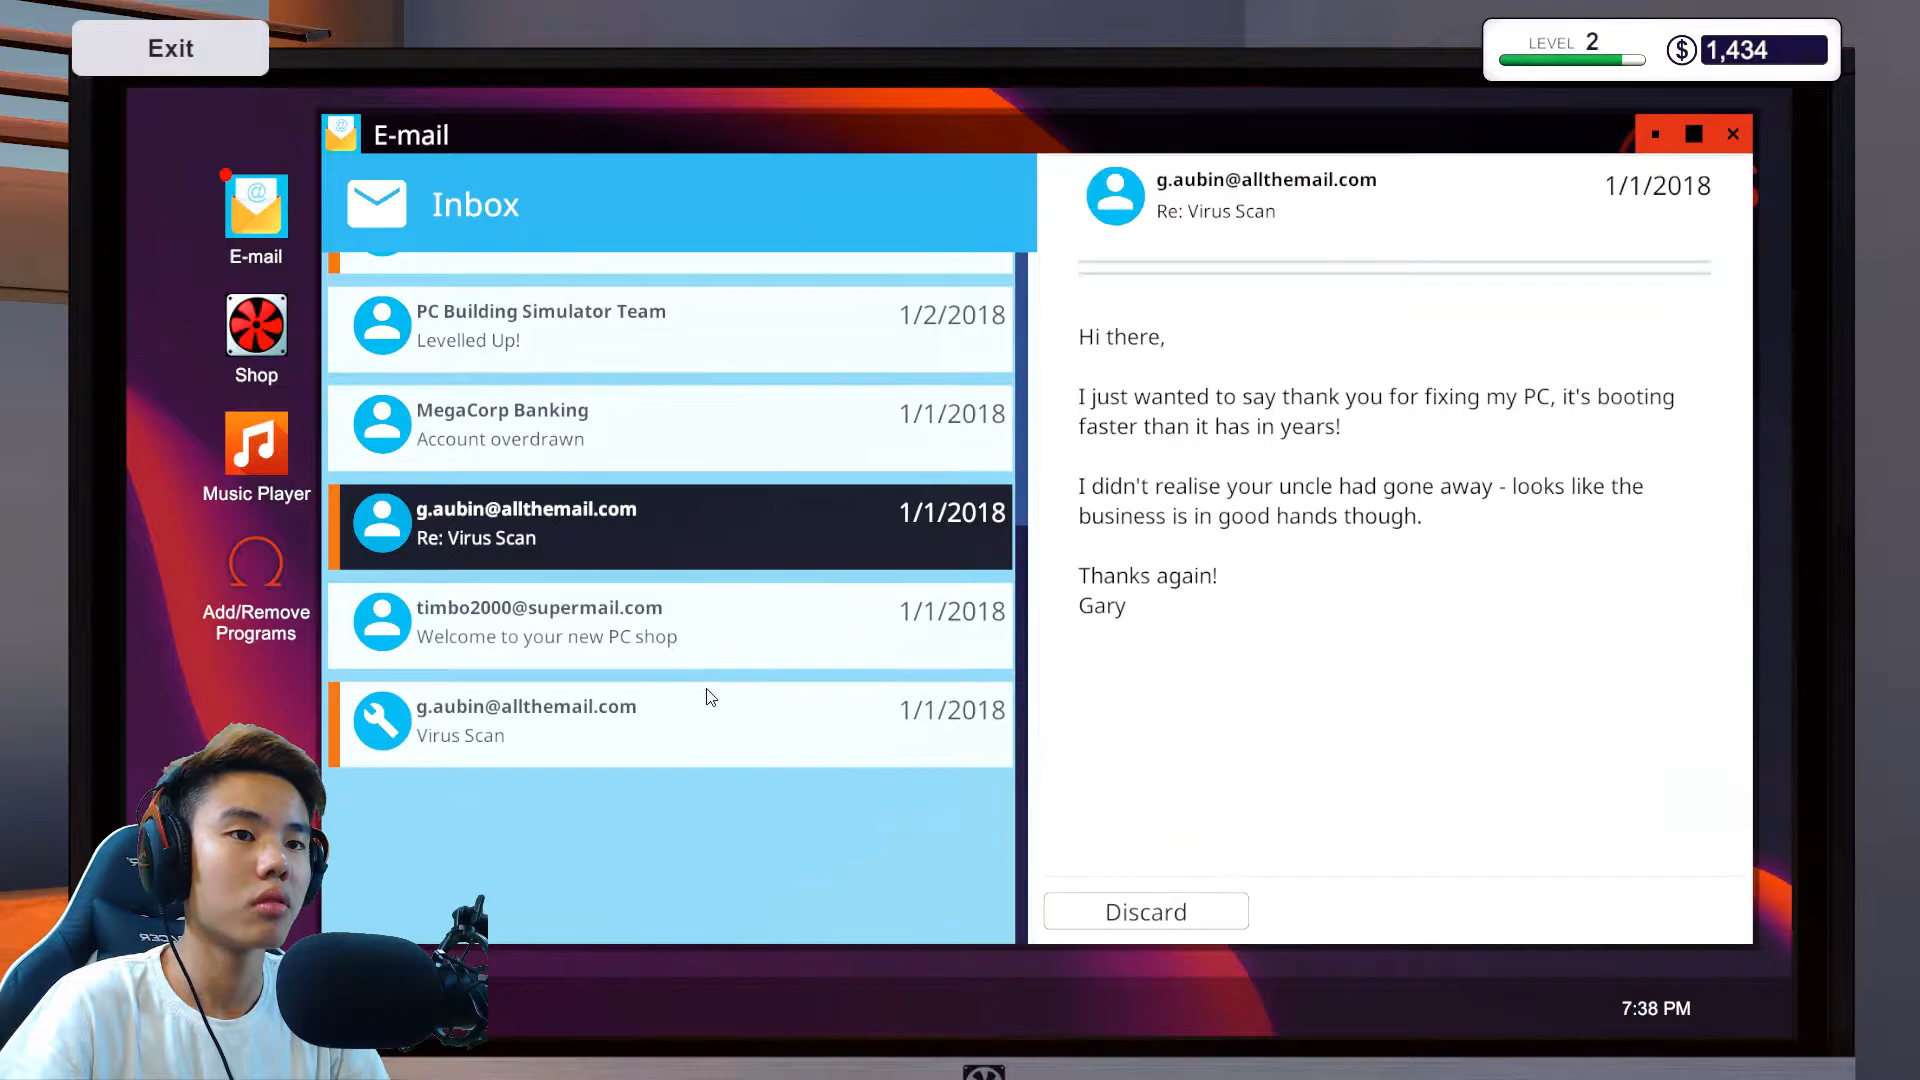 Exit
LEVEL 2
$ 1,434
E-mail
E-mail
Shop
Music Player
Add/Remove
Programs
Inbox
PC Building Simulator Team
1/2/2018
Levelled Up!
MegaCorp Banking
1/1/2018
Account overdrawn
g.aubin@allthemail.com
1/1/2018
Re: Virus Scan
timbo2000@supermail.com
1/1/2018
Welcome to your new PC shop
g.aubin@allthemail.com
1/1/2018
Virus Scan
g.aubin@allthemail.com
1/1/2018
Re: Virus Scan
Hi there,
I just wanted to say thank you for fixing my PC, it's booting
faster than it has in years!
I didn't realise your uncle had gone away - looks like the
business is in good hands though.
Thanks again!
Gary
Discard
7:38 PM